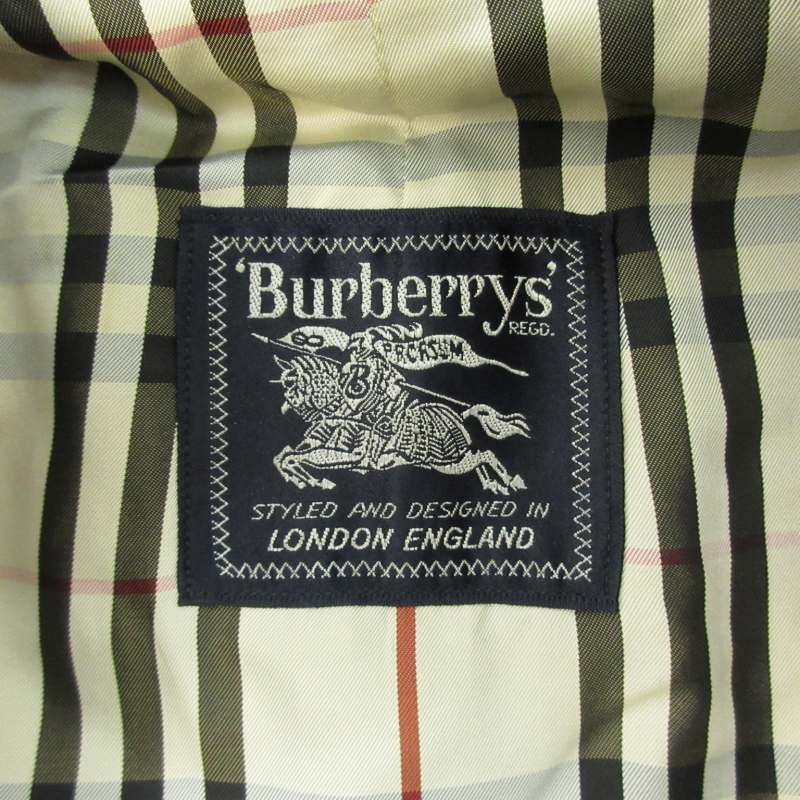 'Burberrys'
REGD.
PRORSUM
B
STYLED AND DESIGNED IN
LONDON ENGLAND